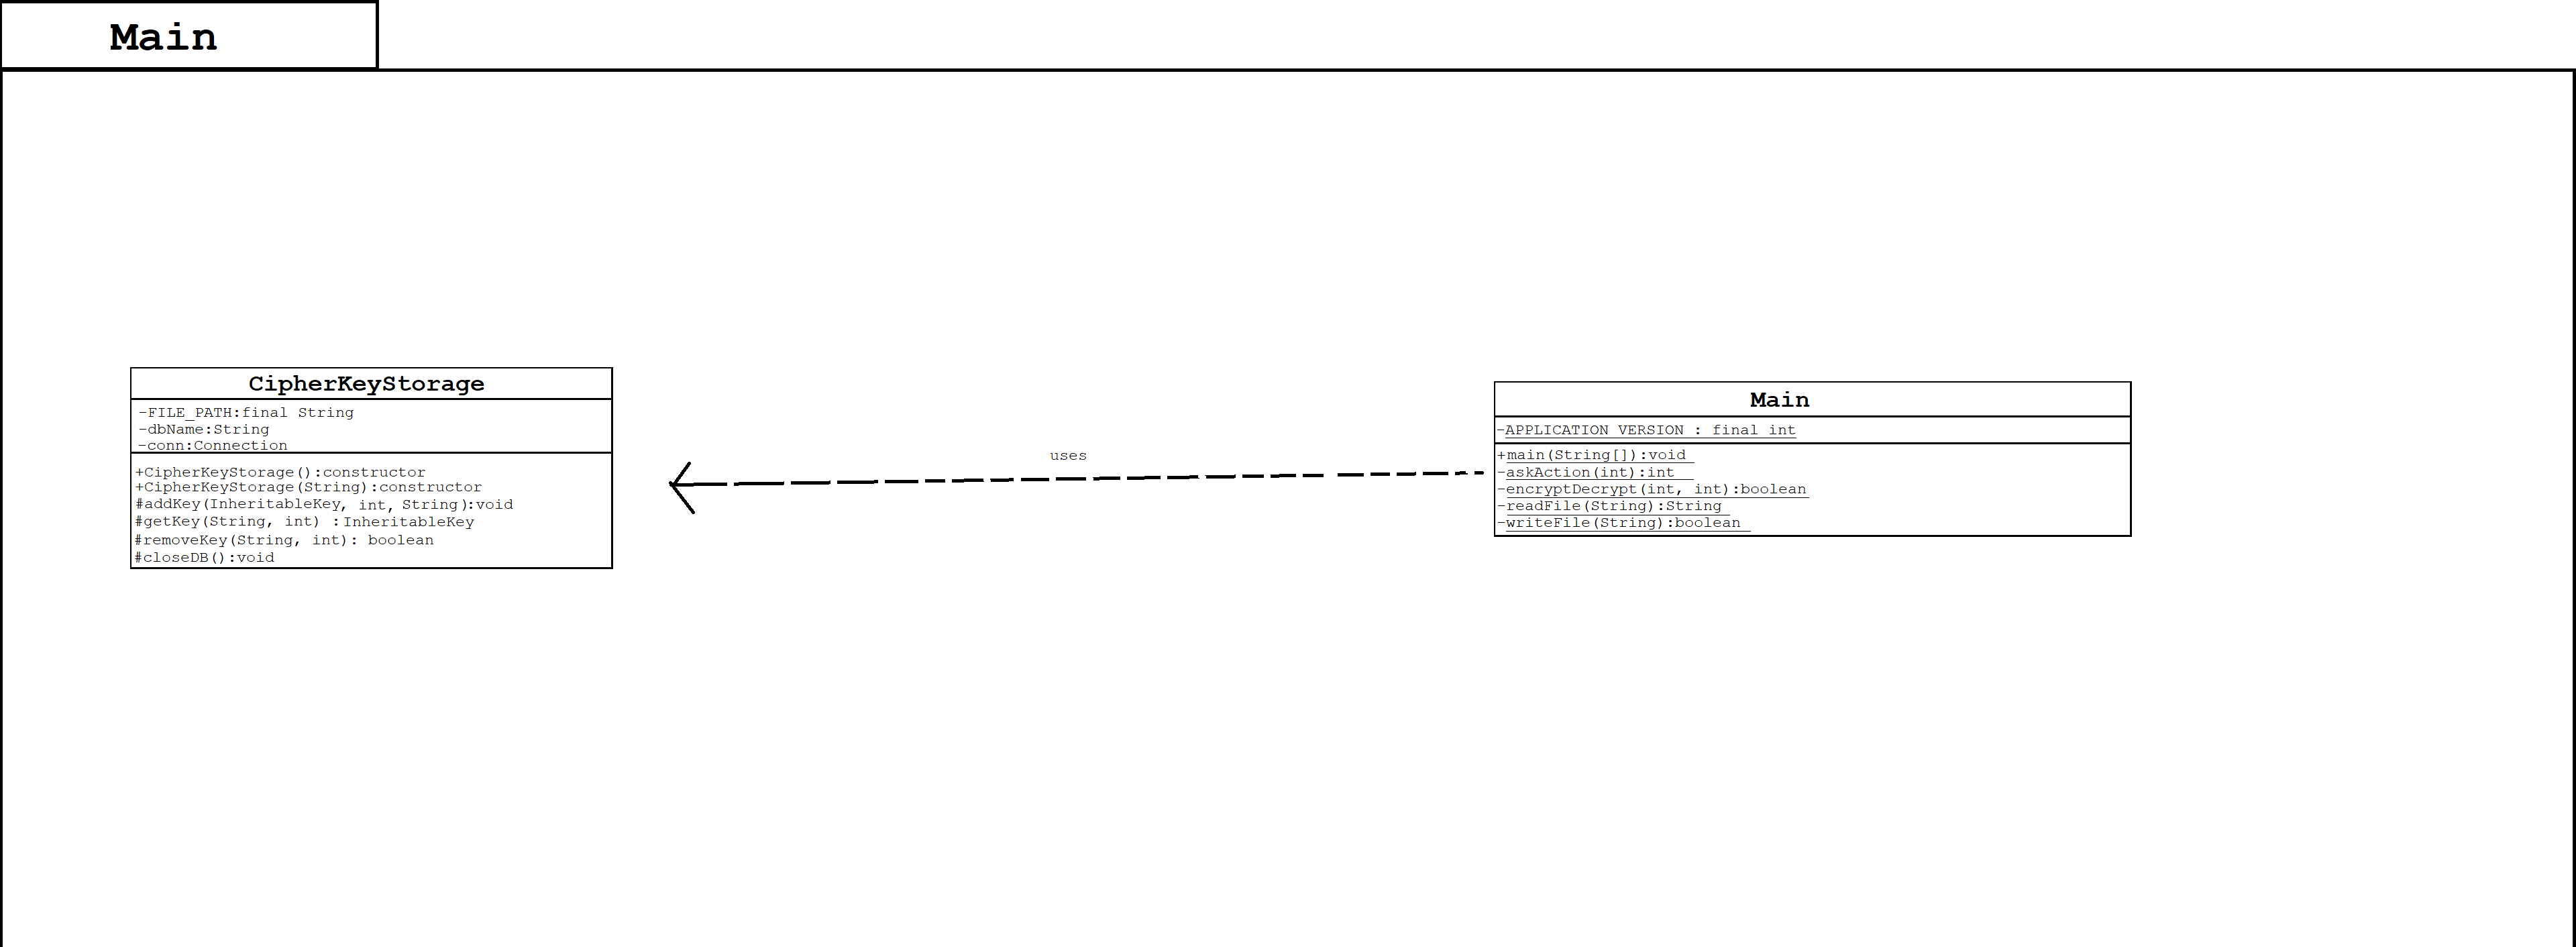 Main
CipherKeyStorage
-FILE_PATH:final String
-dbName:String
-conn:Connection
+CipherKeyStorage():constructor
+CipherKeyStorage(String):constructor
#addKey(InheritableKey, int, String):void
#getKey(String, int) :InheritableKey
#removeKey(String, int): boolean
#closeDB():void
uses
Main
-APPLICATION VERSION : final int
+main(String[]):void
-askAction(int):int
-encryptDecrypt(int, int):boolean
-readFile(String):String
-writeFile(String):boolean